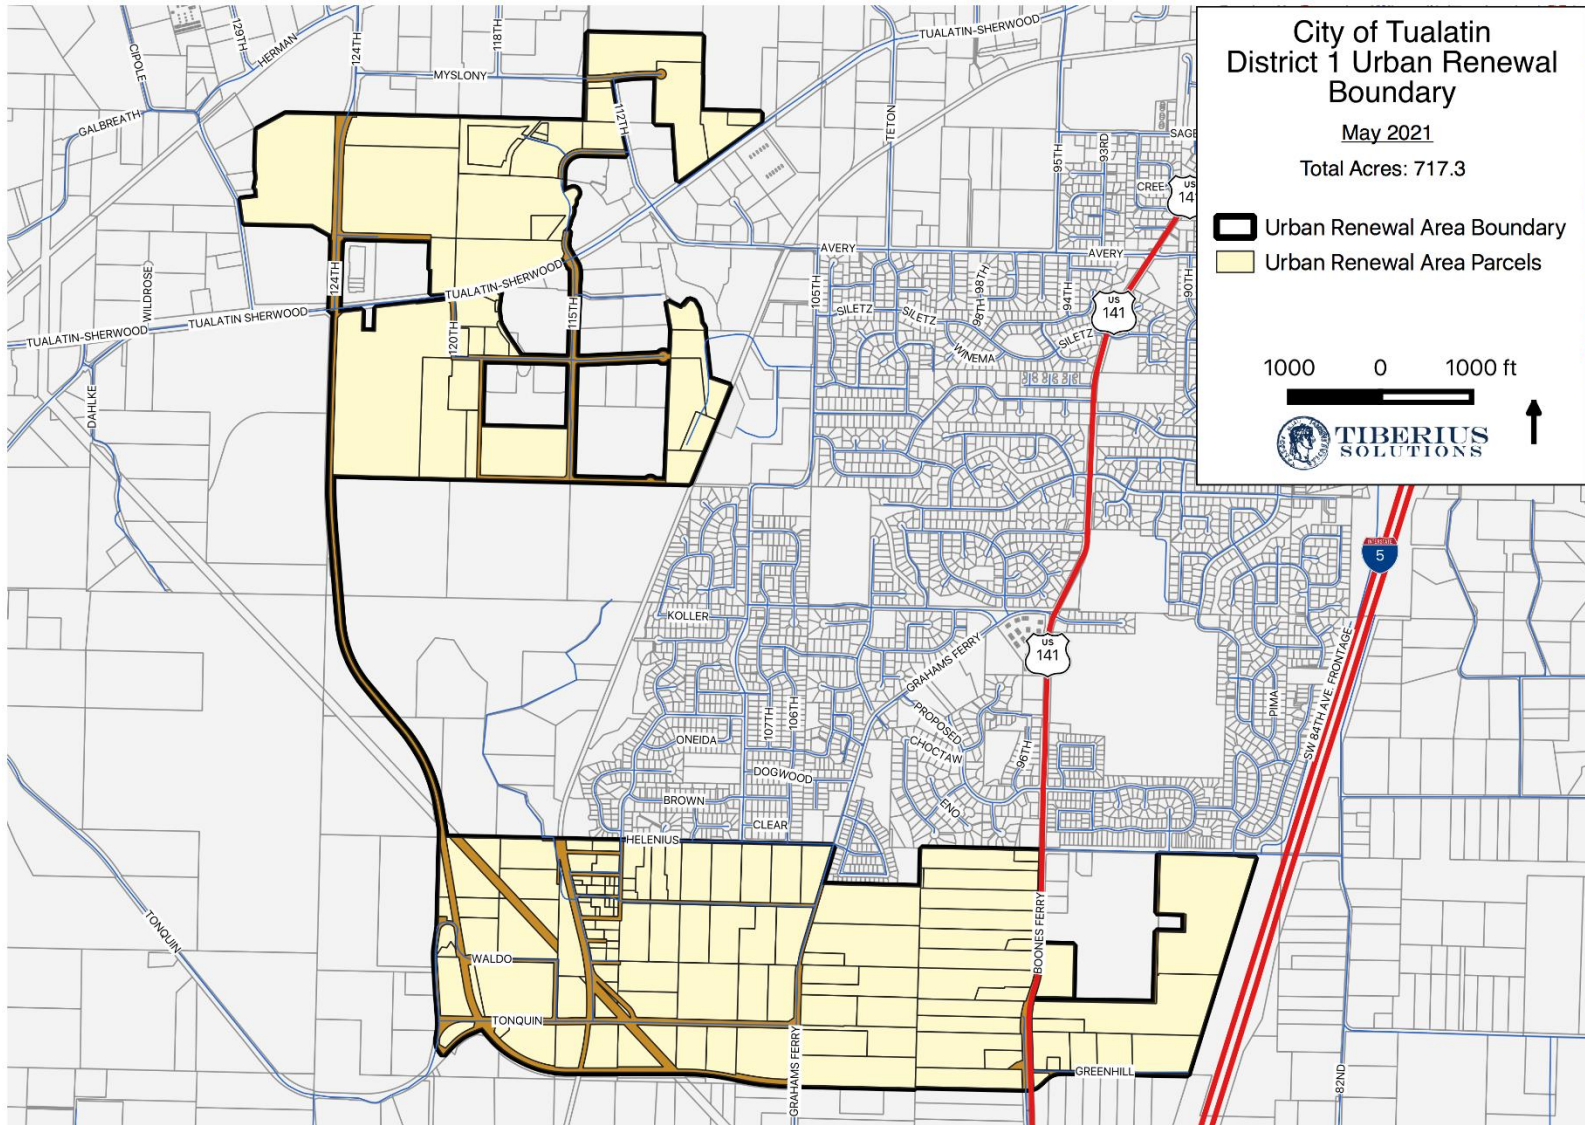 City of Tualatin
District 1 Urban Renewal
Boundary
May 2021
Total Acres: 717.3
Urban Renewal Area Boundary
Urban Renewal Area Parcels
1000 0 1000 ft
TIBERIUS
SOLUTIONS
CIPOLE
129TH
HERMAN
124TH
118TH
MYSLONY
TUALATIN-SHERWOOD
GALBREATH
112TH
TETON
95TH
93RD
SAGE
CREE
US
141
AVERY
AVERY
WILDROSE
124TH
TUALATIN-SHERWOOD
115TH
105TH
98TH
98TH
94TH
90TH
US
141
SILETZ
SILETZ
SILETZ
WINEMA
TUALATIN-SHERWOOD
TUALATIN SHERWOOD
120TH
DAHLKE
INTERSTATE
5
KOLLER
GRAHAMS FERRY
US
141
SW 84TH AVE. FRONTAGE
PIMA
PROPOSED
107TH
106TH
ONEIDA
CHOCTAW
96TH
DOGWOOD
BROWN
ENO
CLEAR
HELENIUS
TONQUIN
WALDO
BOONES FERRY
TONQUIN
GRAHAMS FERRY
GREENHILL
82ND